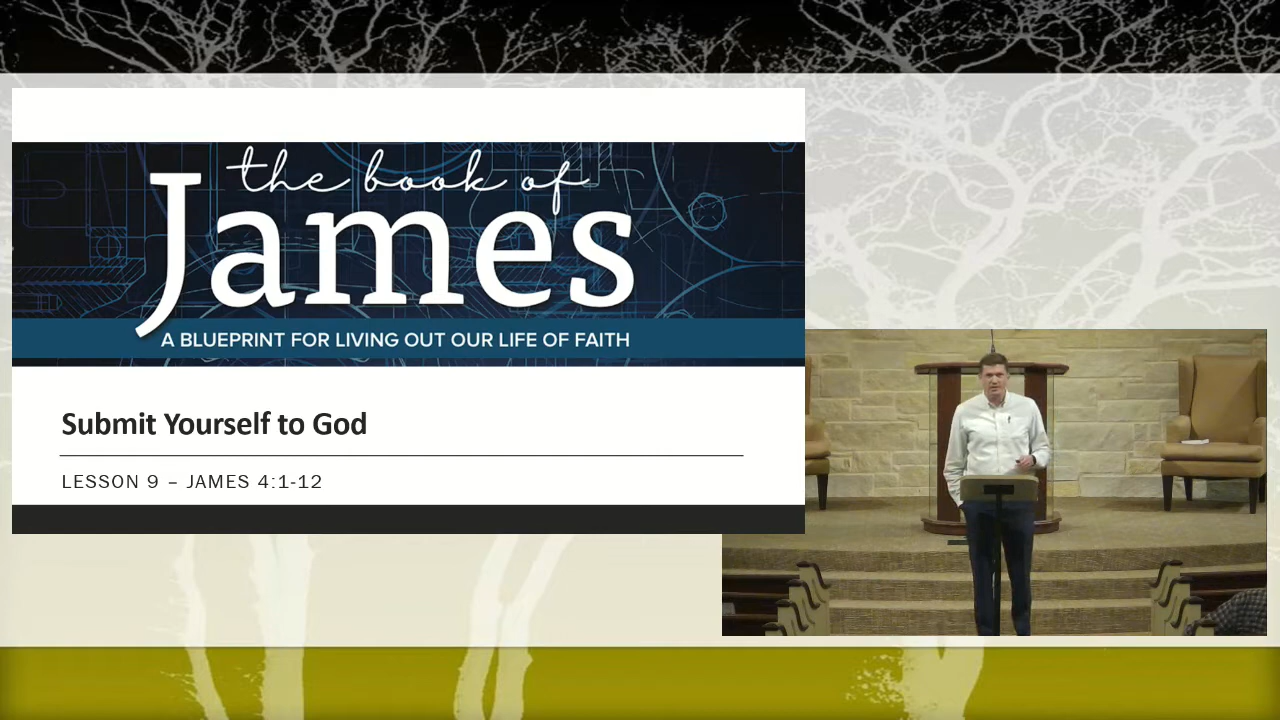 the book of
James
A BLUEPRINT FOR LIVING OUT OUR LIFE OF FAITH
Submit Yourself to God
LESSON 9 – JAMES 4:1-12